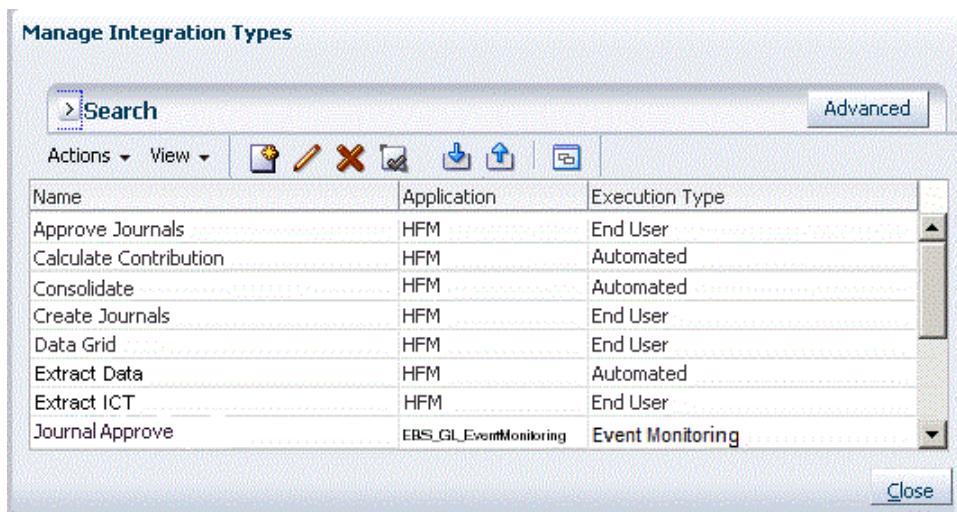 Manage Integration Types
Search
Advanced
Actions View
Name Application Execution Type
Approve Journals HFM End User
Calculate Contribution HFM Automated
Consolidate HFM Automated
Create Journals HFM End User
Data Grid HFM End User
Extract Data HFM Automated
Extract ICT HFM End User
Journal Approve EBS_GL_EventMonitoring Event Monitoring
Close